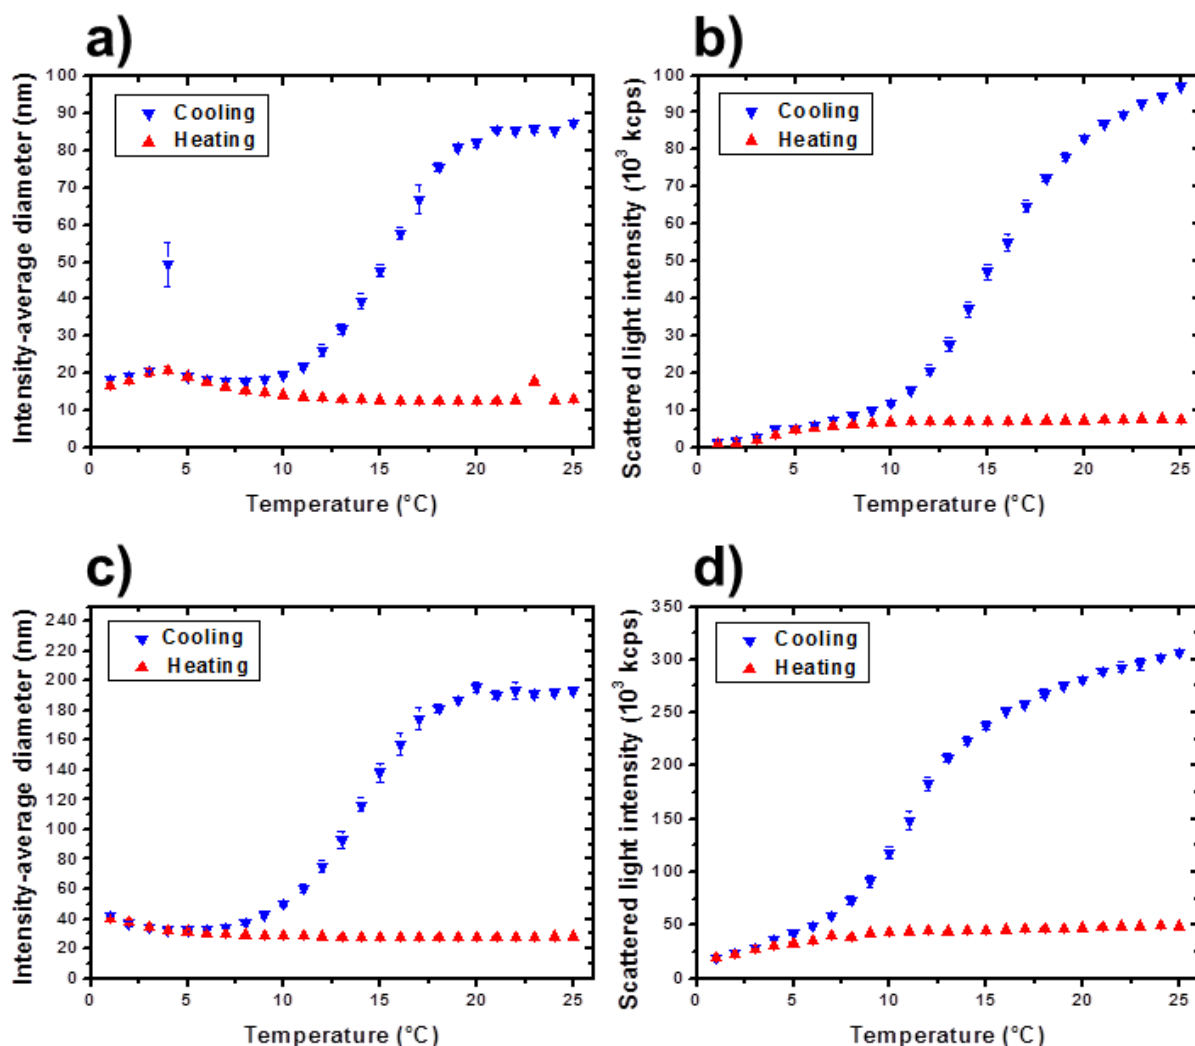 a)
Intensity-average diameter (nm)
100
90
80
70
60
50
40
30
20
10
0
Cooling
Heating
0 5 10 15 20 25
Temperature (°C)
b)
Scattered light intensity (10³ kcps)
100
90
80
70
60
50
40
30
20
10
0
Cooling
Heating
0 5 10 15 20 25
Temperature (°C)
c)
Intensity-average diameter (nm)
240
220
200
180
160
140
120
100
80
60
40
20
0
Cooling
Heating
0 5 10 15 20 25
Temperature (°C)
d)
Scattered light intensity (10³ kcps)
350
300
250
200
150
100
50
0
Cooling
Heating
0 5 10 15 20 25
Temperature (°C)